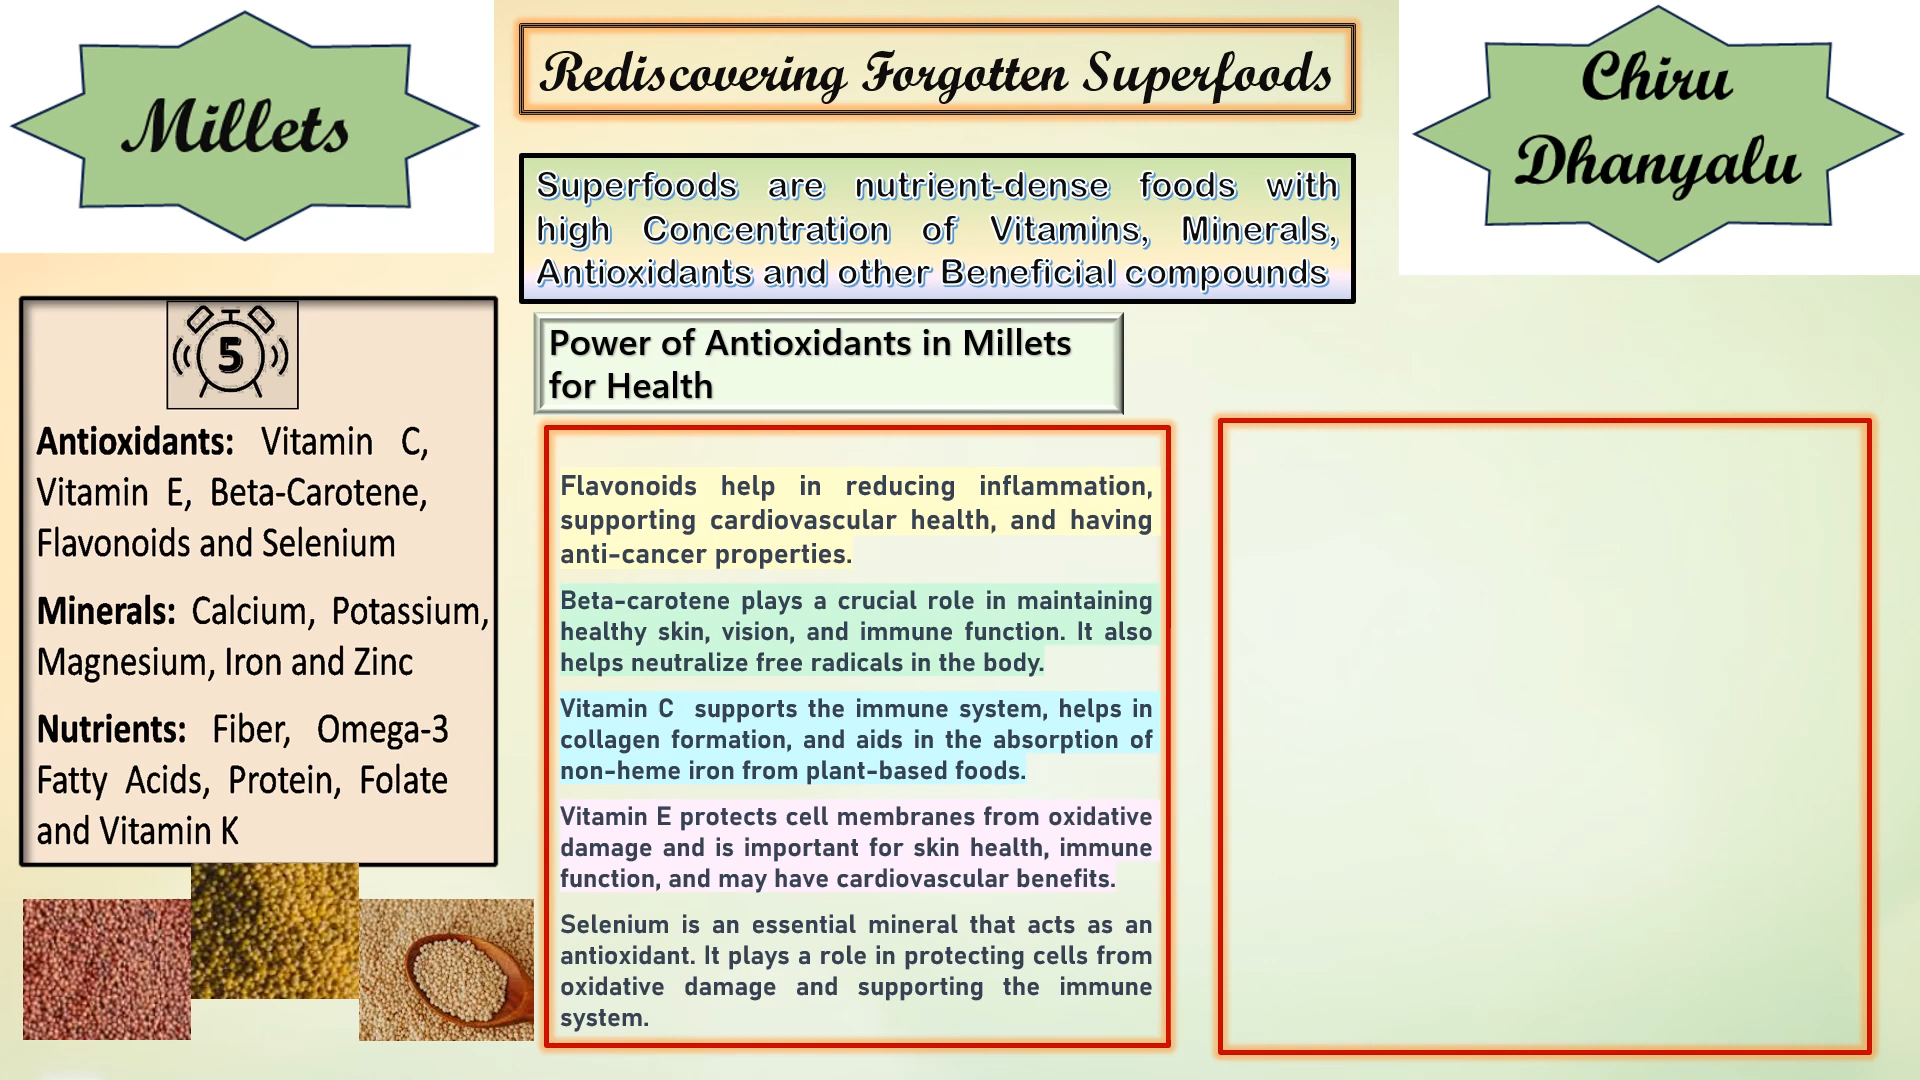 Millets
Rediscovering Forgotten Superfoods
Chiru
Dhanyalu
Superfoods are nutrient-dense foods with
high Concentration of Vitamins, Minerals,
Antioxidants and other Beneficial compounds
5
Antioxidants: Vitamin C,
Vitamin E, Beta-Carotene,
Flavonoids and Selenium
Minerals: Calcium, Potassium,
Magnesium, Iron and Zinc
Nutrients: Fiber, Omega-3
Fatty Acids, Protein, Folate
and Vitamin K
Power of Antioxidants in Millets
for Health
Flavonoids help in reducing inflammation,
supporting cardiovascular health, and having
anti-cancer properties.
Beta-carotene plays a crucial role in maintaining
healthy skin, vision, and immune function. It also
helps neutralize free radicals in the body.
Vitamin C supports the immune system, helps in
collagen formation, and aids in the absorption of
non-heme iron from plant-based foods.
Vitamin E protects cell membranes from oxidative
damage and is important for skin health, immune
function, and may have cardiovascular benefits.
Selenium is an essential mineral that acts as an
antioxidant. It plays a role in protecting cells from
oxidative damage and supporting the immune
system.